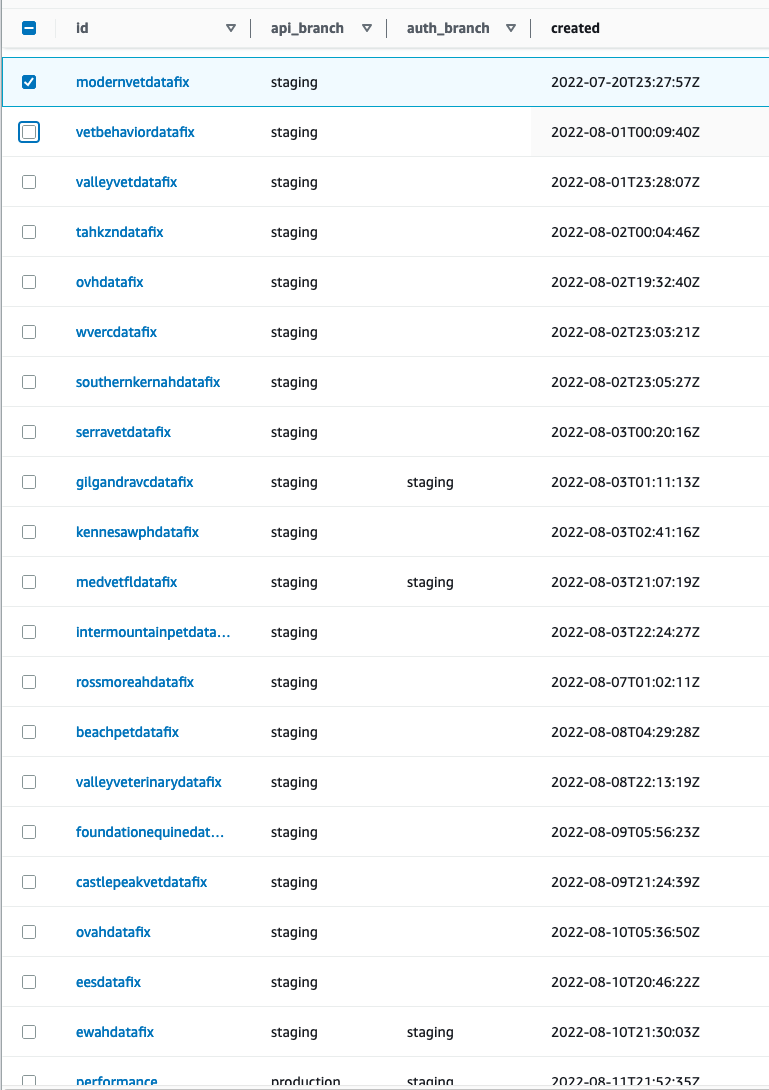 id api_branch auth_branch created
modernvetdatafix staging 2022-07-20T23:27:57Z
vetbehaviordatafix staging 2022-08-01T00:09:40Z
valleyvetdatafix staging 2022-08-01T23:28:07Z
tahkzndatafix staging 2022-08-02T00:04:46Z
ovhdatafix staging 2022-08-02T19:32:40Z
wvercdatafix staging 2022-08-02T23:03:21Z
southernkernahdatafix staging 2022-08-02T23:05:27Z
serravetdatafix staging 2022-08-03T00:20:16Z
gilgandravcdatafix staging staging 2022-08-03T01:11:13Z
kennesawphdatafix staging 2022-08-03T02:41:16Z
medvetfldatafix staging staging 2022-08-03T21:07:19Z
intermountainpetdata... staging 2022-08-03T22:24:27Z
rossmoreahdatafix staging 2022-08-07T01:02:11Z
beachpetdatafix staging 2022-08-08T04:29:28Z
valleyveterinarydatafix staging 2022-08-08T22:13:19Z
foundationequinedat... staging 2022-08-09T05:56:23Z
castlepeakvetdatafix staging 2022-08-09T21:24:39Z
ovahdatafix staging 2022-08-10T05:36:50Z
eesdatafix staging 2022-08-10T20:46:22Z
ewahdatafix staging staging 2022-08-10T21:30:03Z
performance production staging 2022-08-11T21:52:35Z